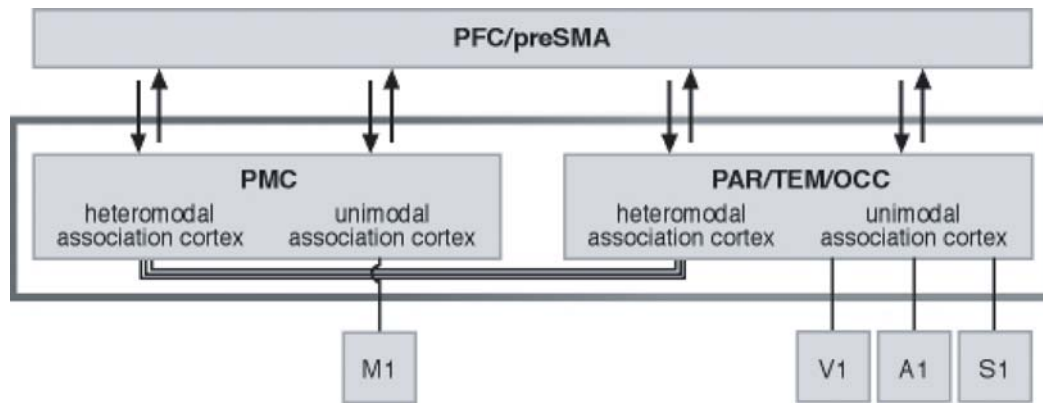 PFC/preSMA
PMC
heteromodal
association cortex
unimodal
association cortex
PAR/TEM/OCC
heteromodal
association cortex
unimodal
association cortex
M1
V1
A1
S1